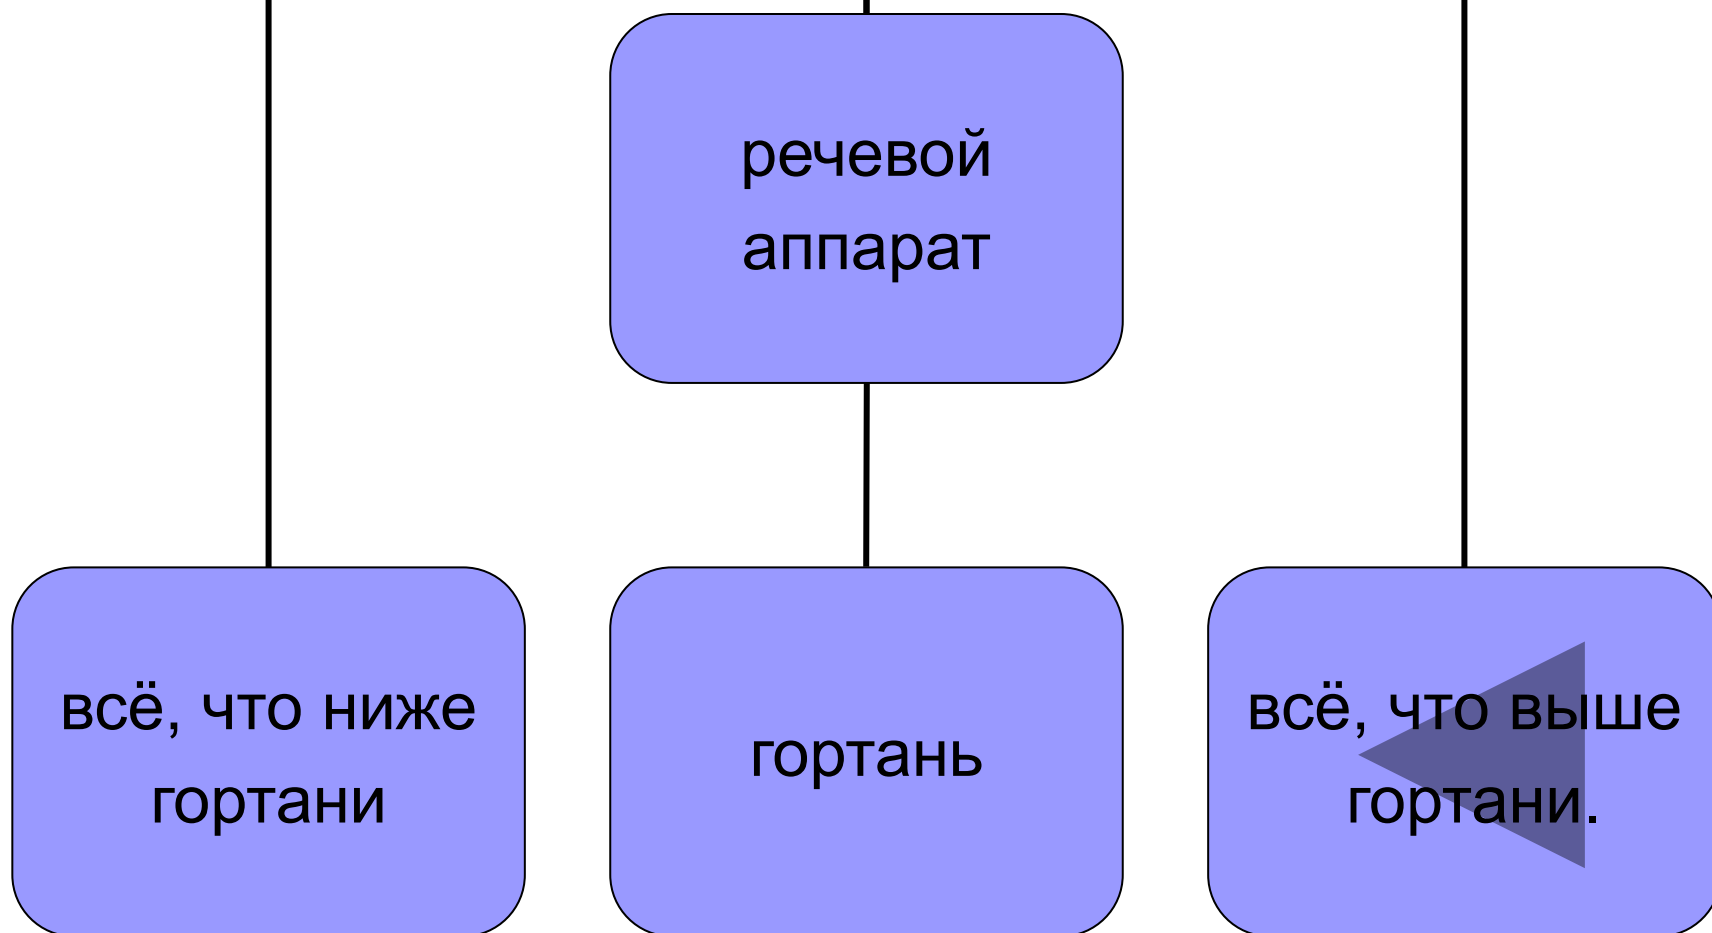 речевой
аппарат
всё, что ниже
гортани
гортань
всё, что выше
гортани.